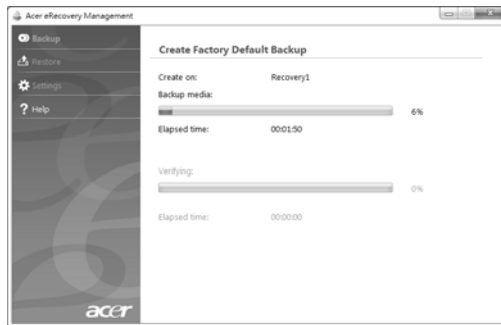 Acer eRecovery Management
Backup
Restore
Settings
Help
Create Factory Default Backup
Create on: Recovery1
Backup media:
6%
Elapsed time: 00:01:50
Verifying:
0%
Elapsed time: 00:00:00
acer